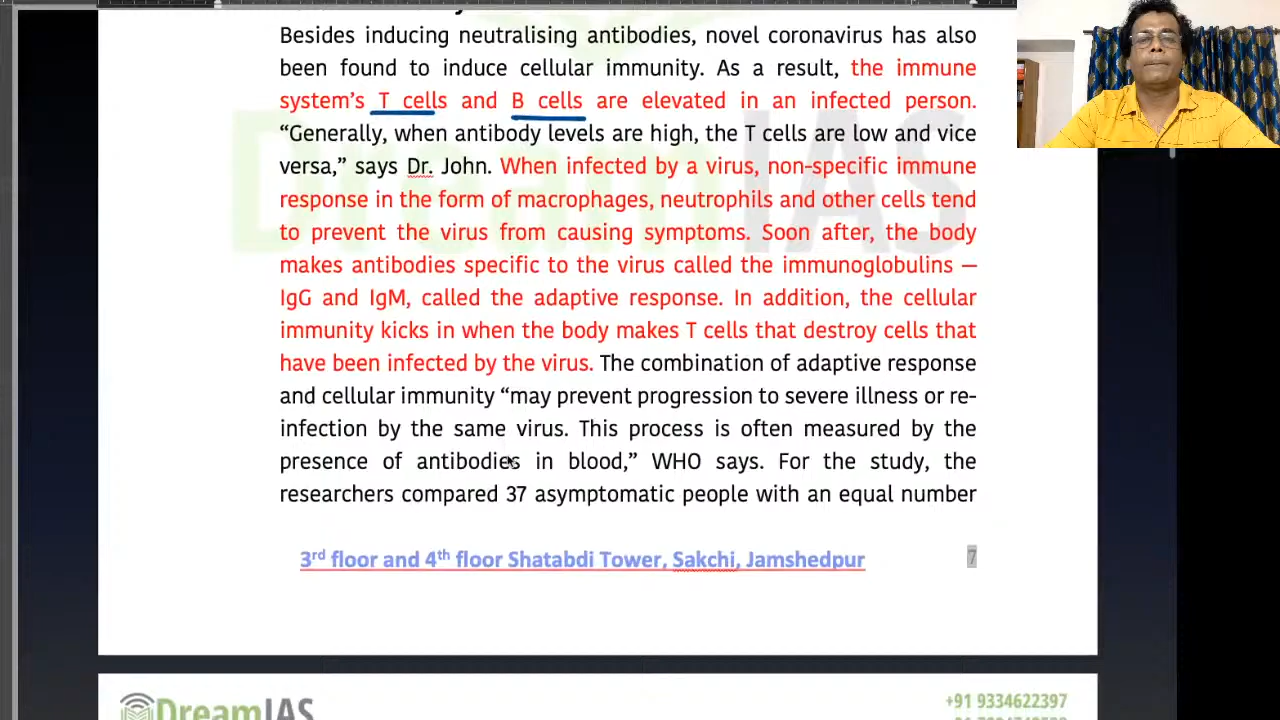 Besides inducing neutralising antibodies, novel coronavirus has also
been found to induce cellular immunity. As a result, the immune
system’s T cells and B cells are elevated in an infected person.
“Generally, when antibody levels are high, the T cells are low and vice
versa,” says Dr. John. When infected by a virus, non-specific immune
response in the form of macrophages, neutrophils and other cells tend
to prevent the virus from causing symptoms. Soon after, the body
makes antibodies specific to the virus called the immunoglobulins —
IgG and IgM, called the adaptive response. In addition, the cellular
immunity kicks in when the body makes T cells that destroy cells that
have been infected by the virus. The combination of adaptive response
and cellular immunity “may prevent progression to severe illness or re-
infection by the same virus. This process is often measured by the
presence of antibodies in blood,” WHO says. For the study, the
researchers compared 37 asymptomatic people with an equal number
3rd floor and 4th floor Shatabdi Tower, Sakchi, Jamshedpur
7
DreamIAS
+91 9334622397